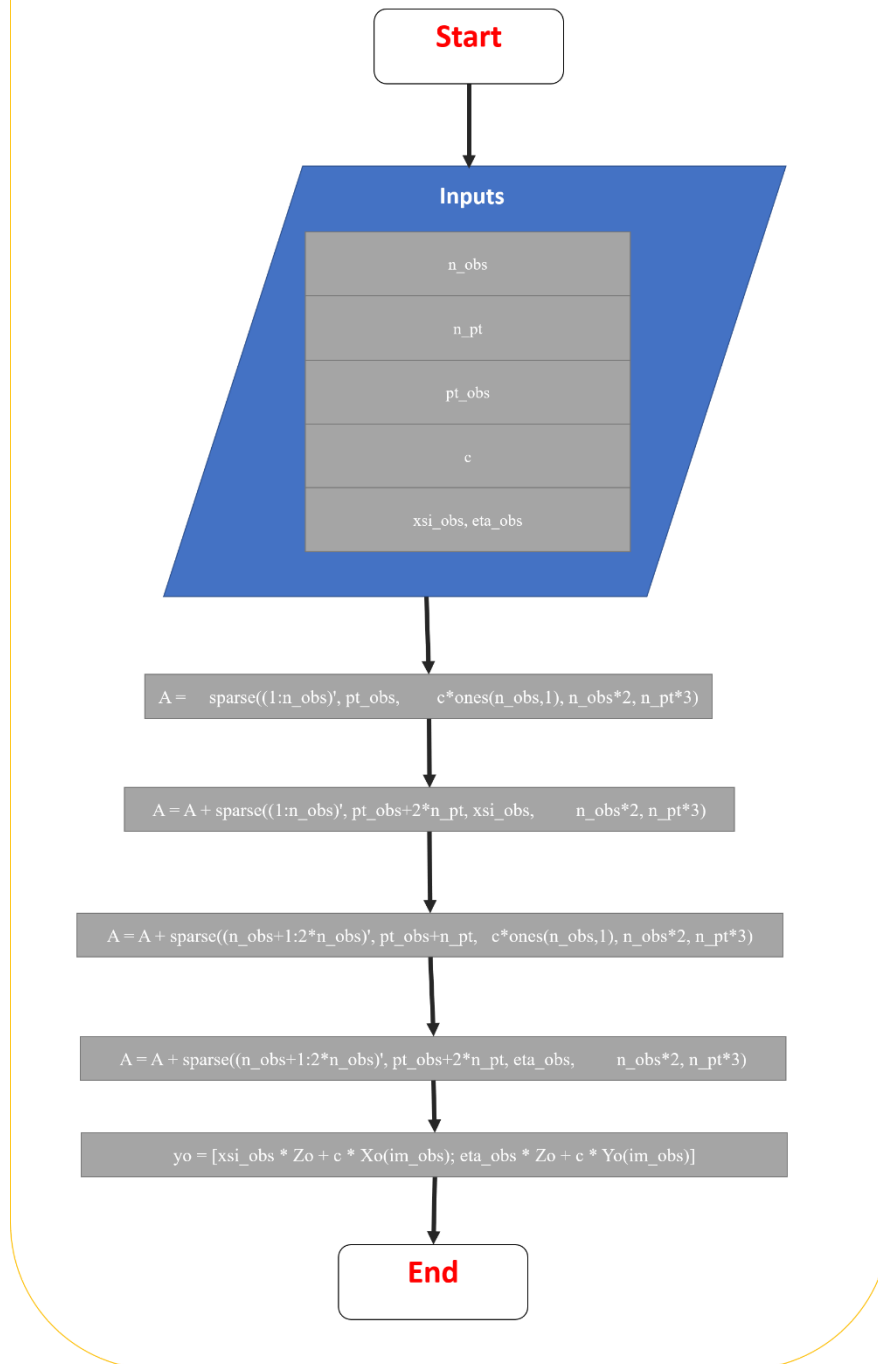 Start
Inputs
n_obs
n_pt
pt_obs
c
xsi_obs, eta_obs
A = sparse((1:n_obs)', pt_obs, c*ones(n_obs,1), n_obs*2, n_pt*3)
A = A + sparse((1:n_obs)', pt_obs+2*n_pt, xsi_obs, n_obs*2, n_pt*3)
A = A + sparse((n_obs+1:2*n_obs)', pt_obs+n_pt, c*ones(n_obs,1), n_obs*2, n_pt*3)
A = A + sparse((n_obs+1:2*n_obs)', pt_obs+2*n_pt, eta_obs, n_obs*2, n_pt*3)
yo = [xsi_obs * Zo + c * Xo(im_obs); eta_obs * Zo + c * Yo(im_obs)]
End